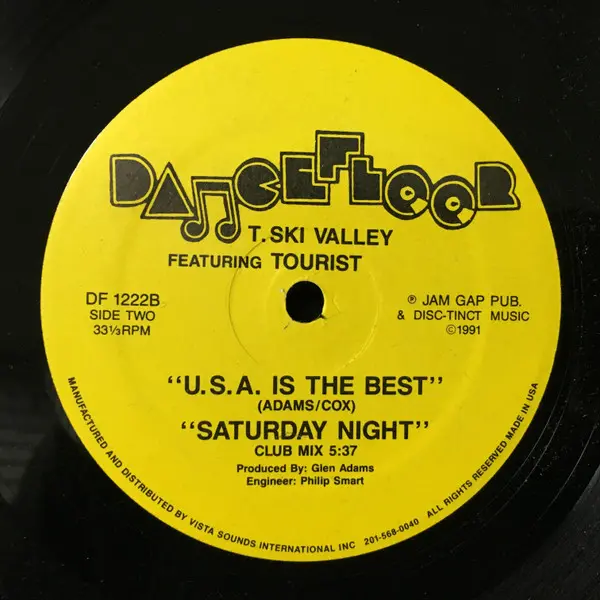 DANCEFLOOR
T. SKI VALLEY
FEATURING TOURIST
DF 1222B
SIDE TWO
33⅓ RPM
℗ JAM GAP PUB.
& DISC-TINCT MUSIC
©1991
"U.S.A. IS THE BEST"
(ADAMS/COX)
"SATURDAY NIGHT"
CLUB MIX 5:37
Produced By: Glen Adams
Engineer: Philip Smart
MANUFACTURED AND DISTRIBUTED BY VISTA SOUNDS INTERNATIONAL INC 201-568-0040 ALL RIGHTS RESERVED MADE IN USA